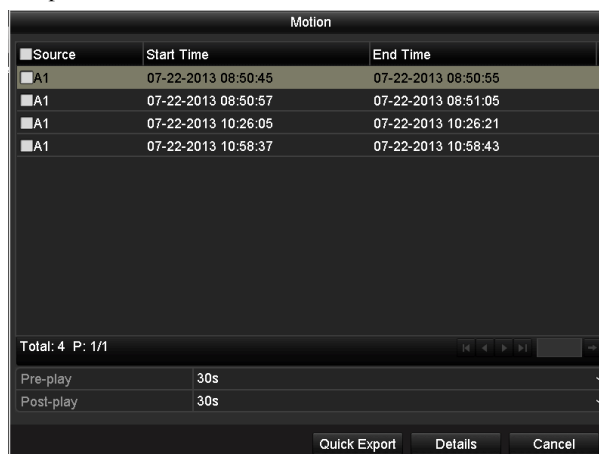 Motion
Source Start Time End Time
A1 07-22-2013 08:50:45 07-22-2013 08:50:55
A1 07-22-2013 08:50:57 07-22-2013 08:51:05
A1 07-22-2013 10:26:05 07-22-2013 10:26:21
A1 07-22-2013 10:58:37 07-22-2013 10:58:43
Total: 4 P: 1/1
Pre-play 30s
Post-play 30s
Quick Export Details Cancel